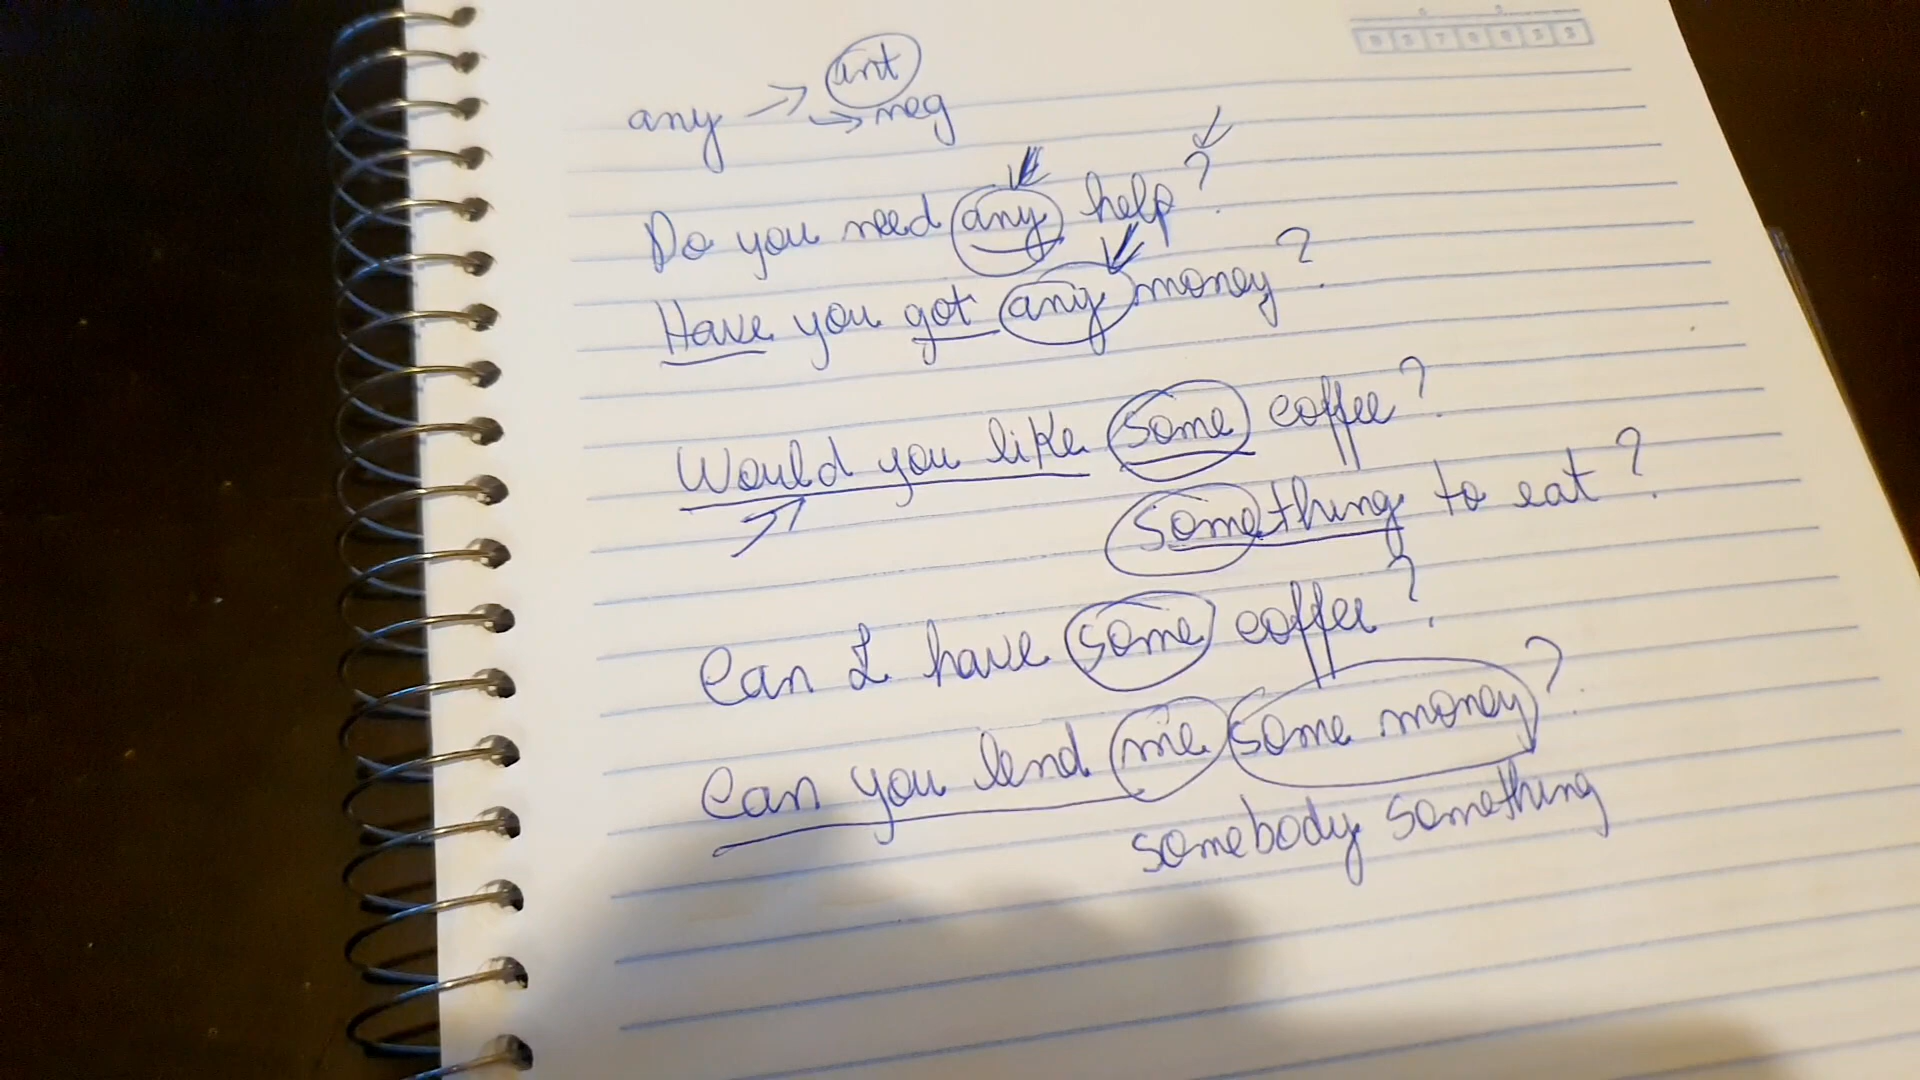 any → int
→ neg
Do you need any help?
Have you got any money?
Would you like some coffee?
something to eat?
Can I have some coffee?
Can you lend me some money?
somebody something